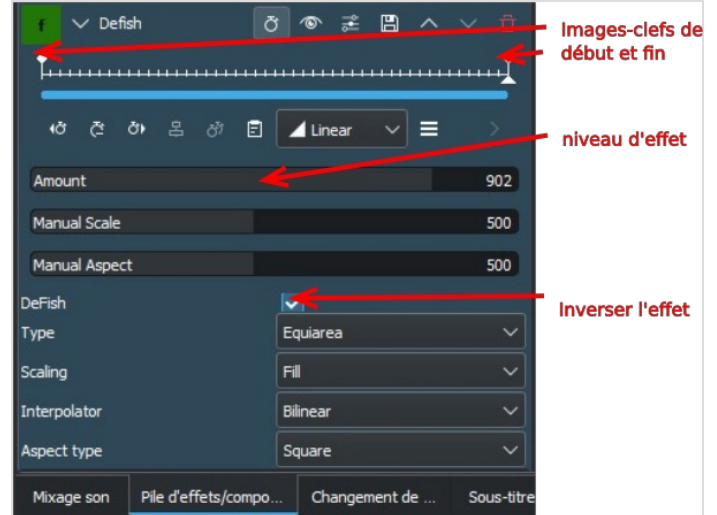 f Defish
Images-clefs de
début et fin
Linear
niveau d'effet
Amount 902
Manual Scale 500
Manual Aspect 500
DeFish
Inverser l'effet
Type Equiarea
Scaling Fill
Interpolator Bilinear
Aspect type Square
Mixage son Pile d'effets/compo... Changement de ... Sous-titre